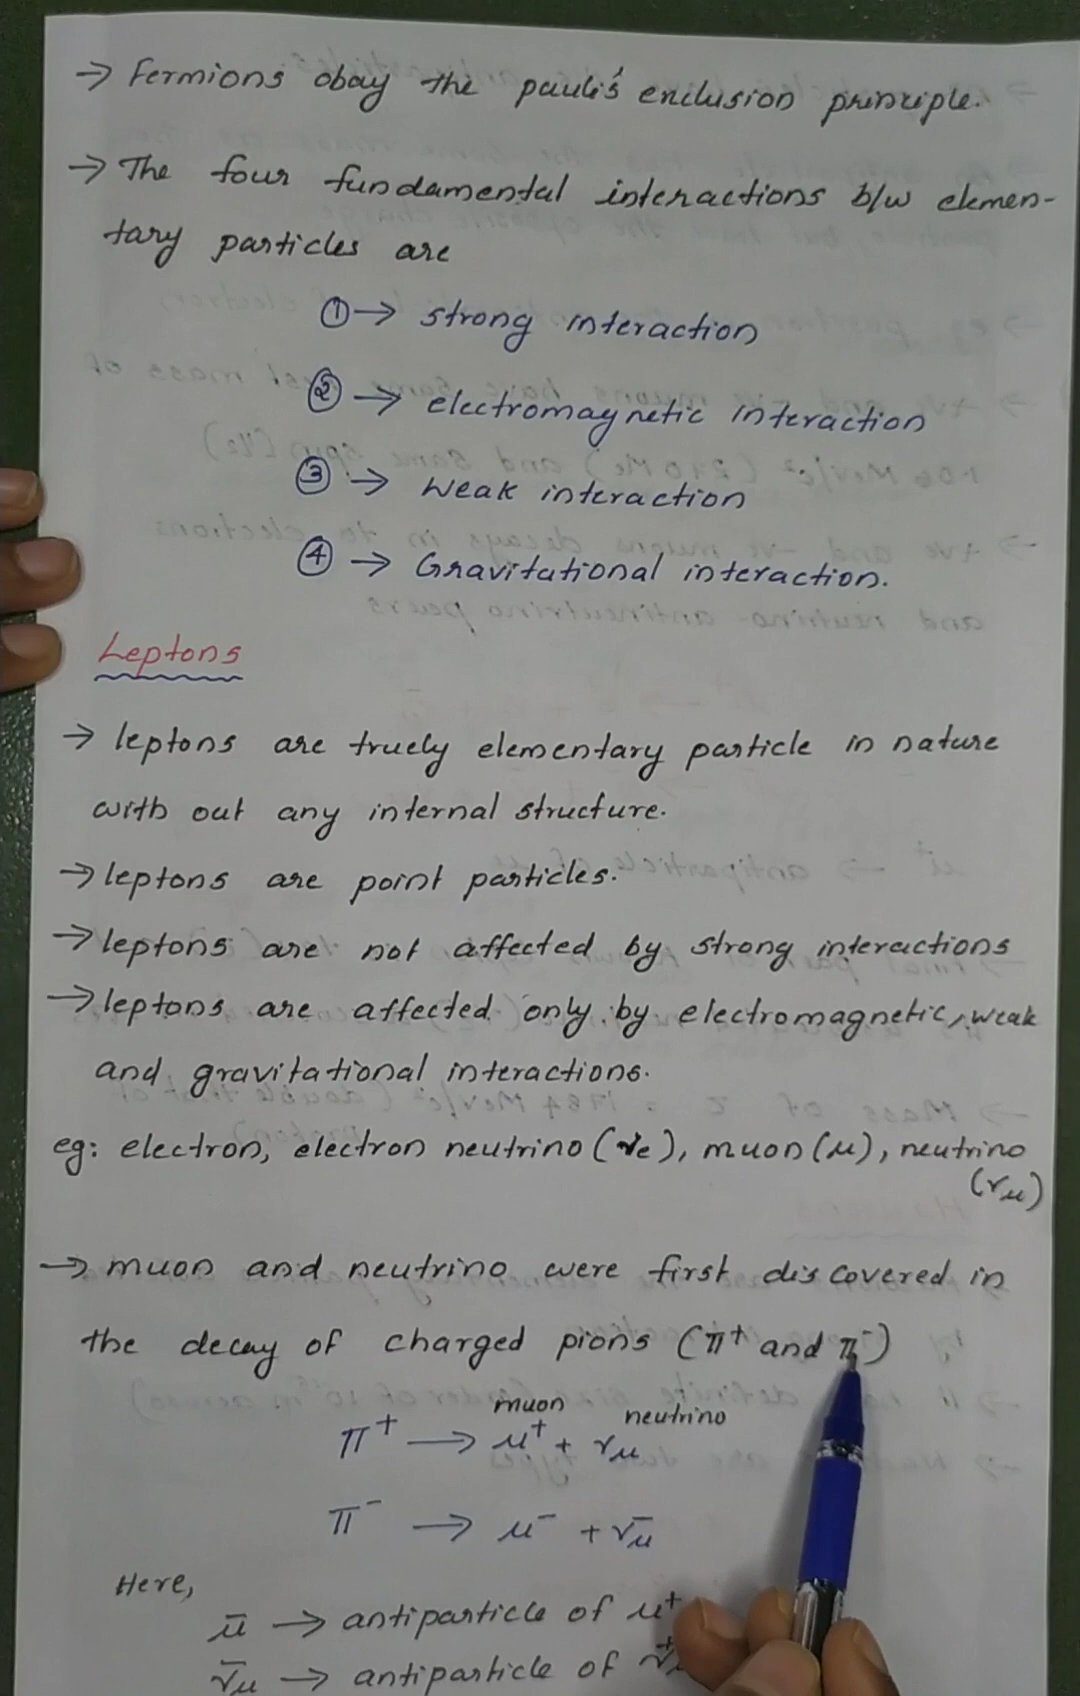 → Fermions obay the pauli's exclusion principle.
→ The four fundamental interactions b/w elemen-
tary particles are
① → strong interaction
② → electromagnetic interaction
③ → Weak interaction
④ → Gravitational interaction.
Leptons
→ leptons are truely elementary particle in nature
with out any internal structure.
→ leptons are point particles.
→ leptons are not affected by strong interactions
→ leptons are affected only by electromagnetic, weak
and gravitational interactions.
eg: electron, electron neutrino (νe), muon (μ), neutrino
(νμ)
→ muon and neutrino were first discovered in
the decay of charged pions (π⁺ and π⁻)
muon neutrino
π⁺ → μ⁺ + νμ
π⁻ → μ⁻ + ν̄μ
Here,
μ̄ → antiparticle of μ⁺
ν̄μ → antiparticle of